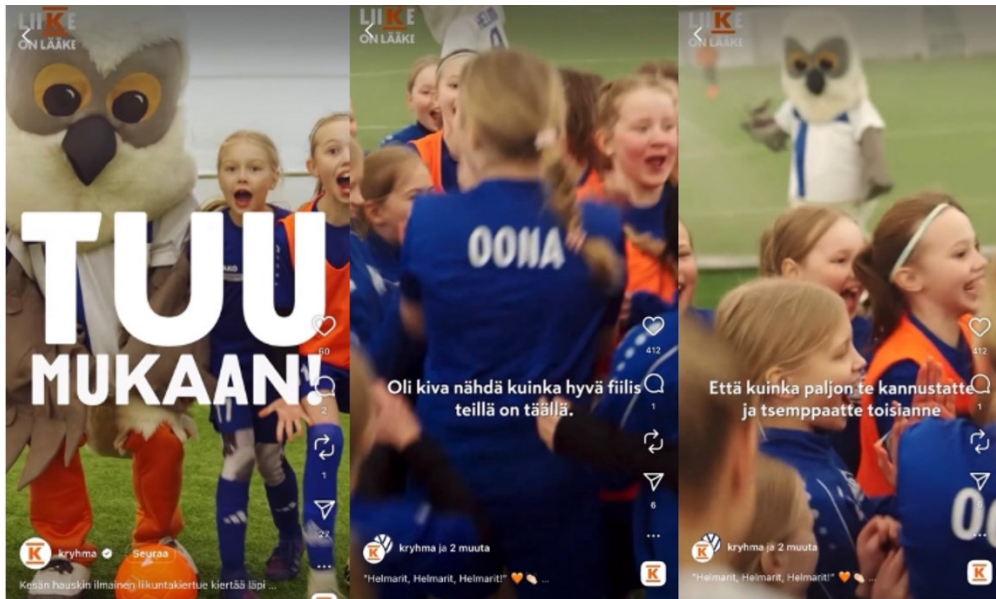 LIIKE
ON LÄÄKE
TUU
MUKAAN!
JAKO
60
2
1
27
kryhma
Seuraa
Kesän hauskin ilmainen liikuntakiertue kiertää läpi ...
LIIKE
ON LÄÄKE
OONA
Oli kiva nähdä kuinka hyvä fiilis
teillä on täällä.
412
1
6
kryhma ja 2 muuta
"Helmarit, Helmarit, Helmarit!" 🧡 👏 ...
K
LIIKE
ON LÄÄKE
Että kuinka paljon te kannustatte
ja tsemppaatte toisianne
412
1
6
kryhma ja 2 muuta
"Helmarit, Helmarit, Helmarit!" 🧡 👏 ...
K